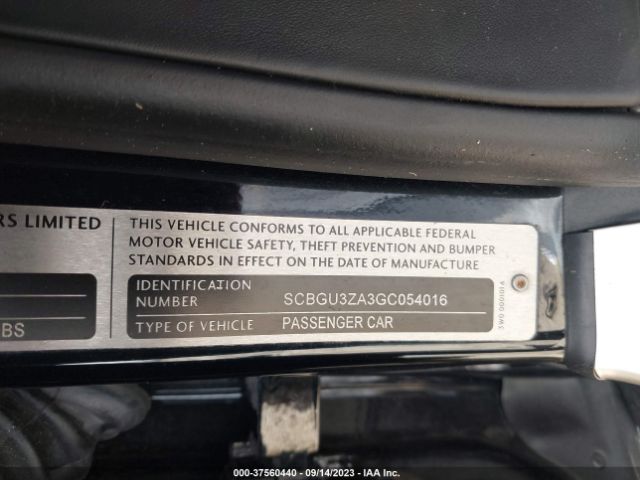 RS LIMITED
BS
THIS VEHICLE CONFORMS TO ALL APPLICABLE FEDERAL
MOTOR VEHICLE SAFETY, THEFT PREVENTION AND BUMPER
STANDARDS IN EFFECT ON THE DATE OF MANUFACTURE
IDENTIFICATION
NUMBER SCBGU3ZA3GC054016
TYPE OF VEHICLE PASSENGER CAR
3W0 000101A
000-37560440 - 09/14/2023 - IAA Inc.